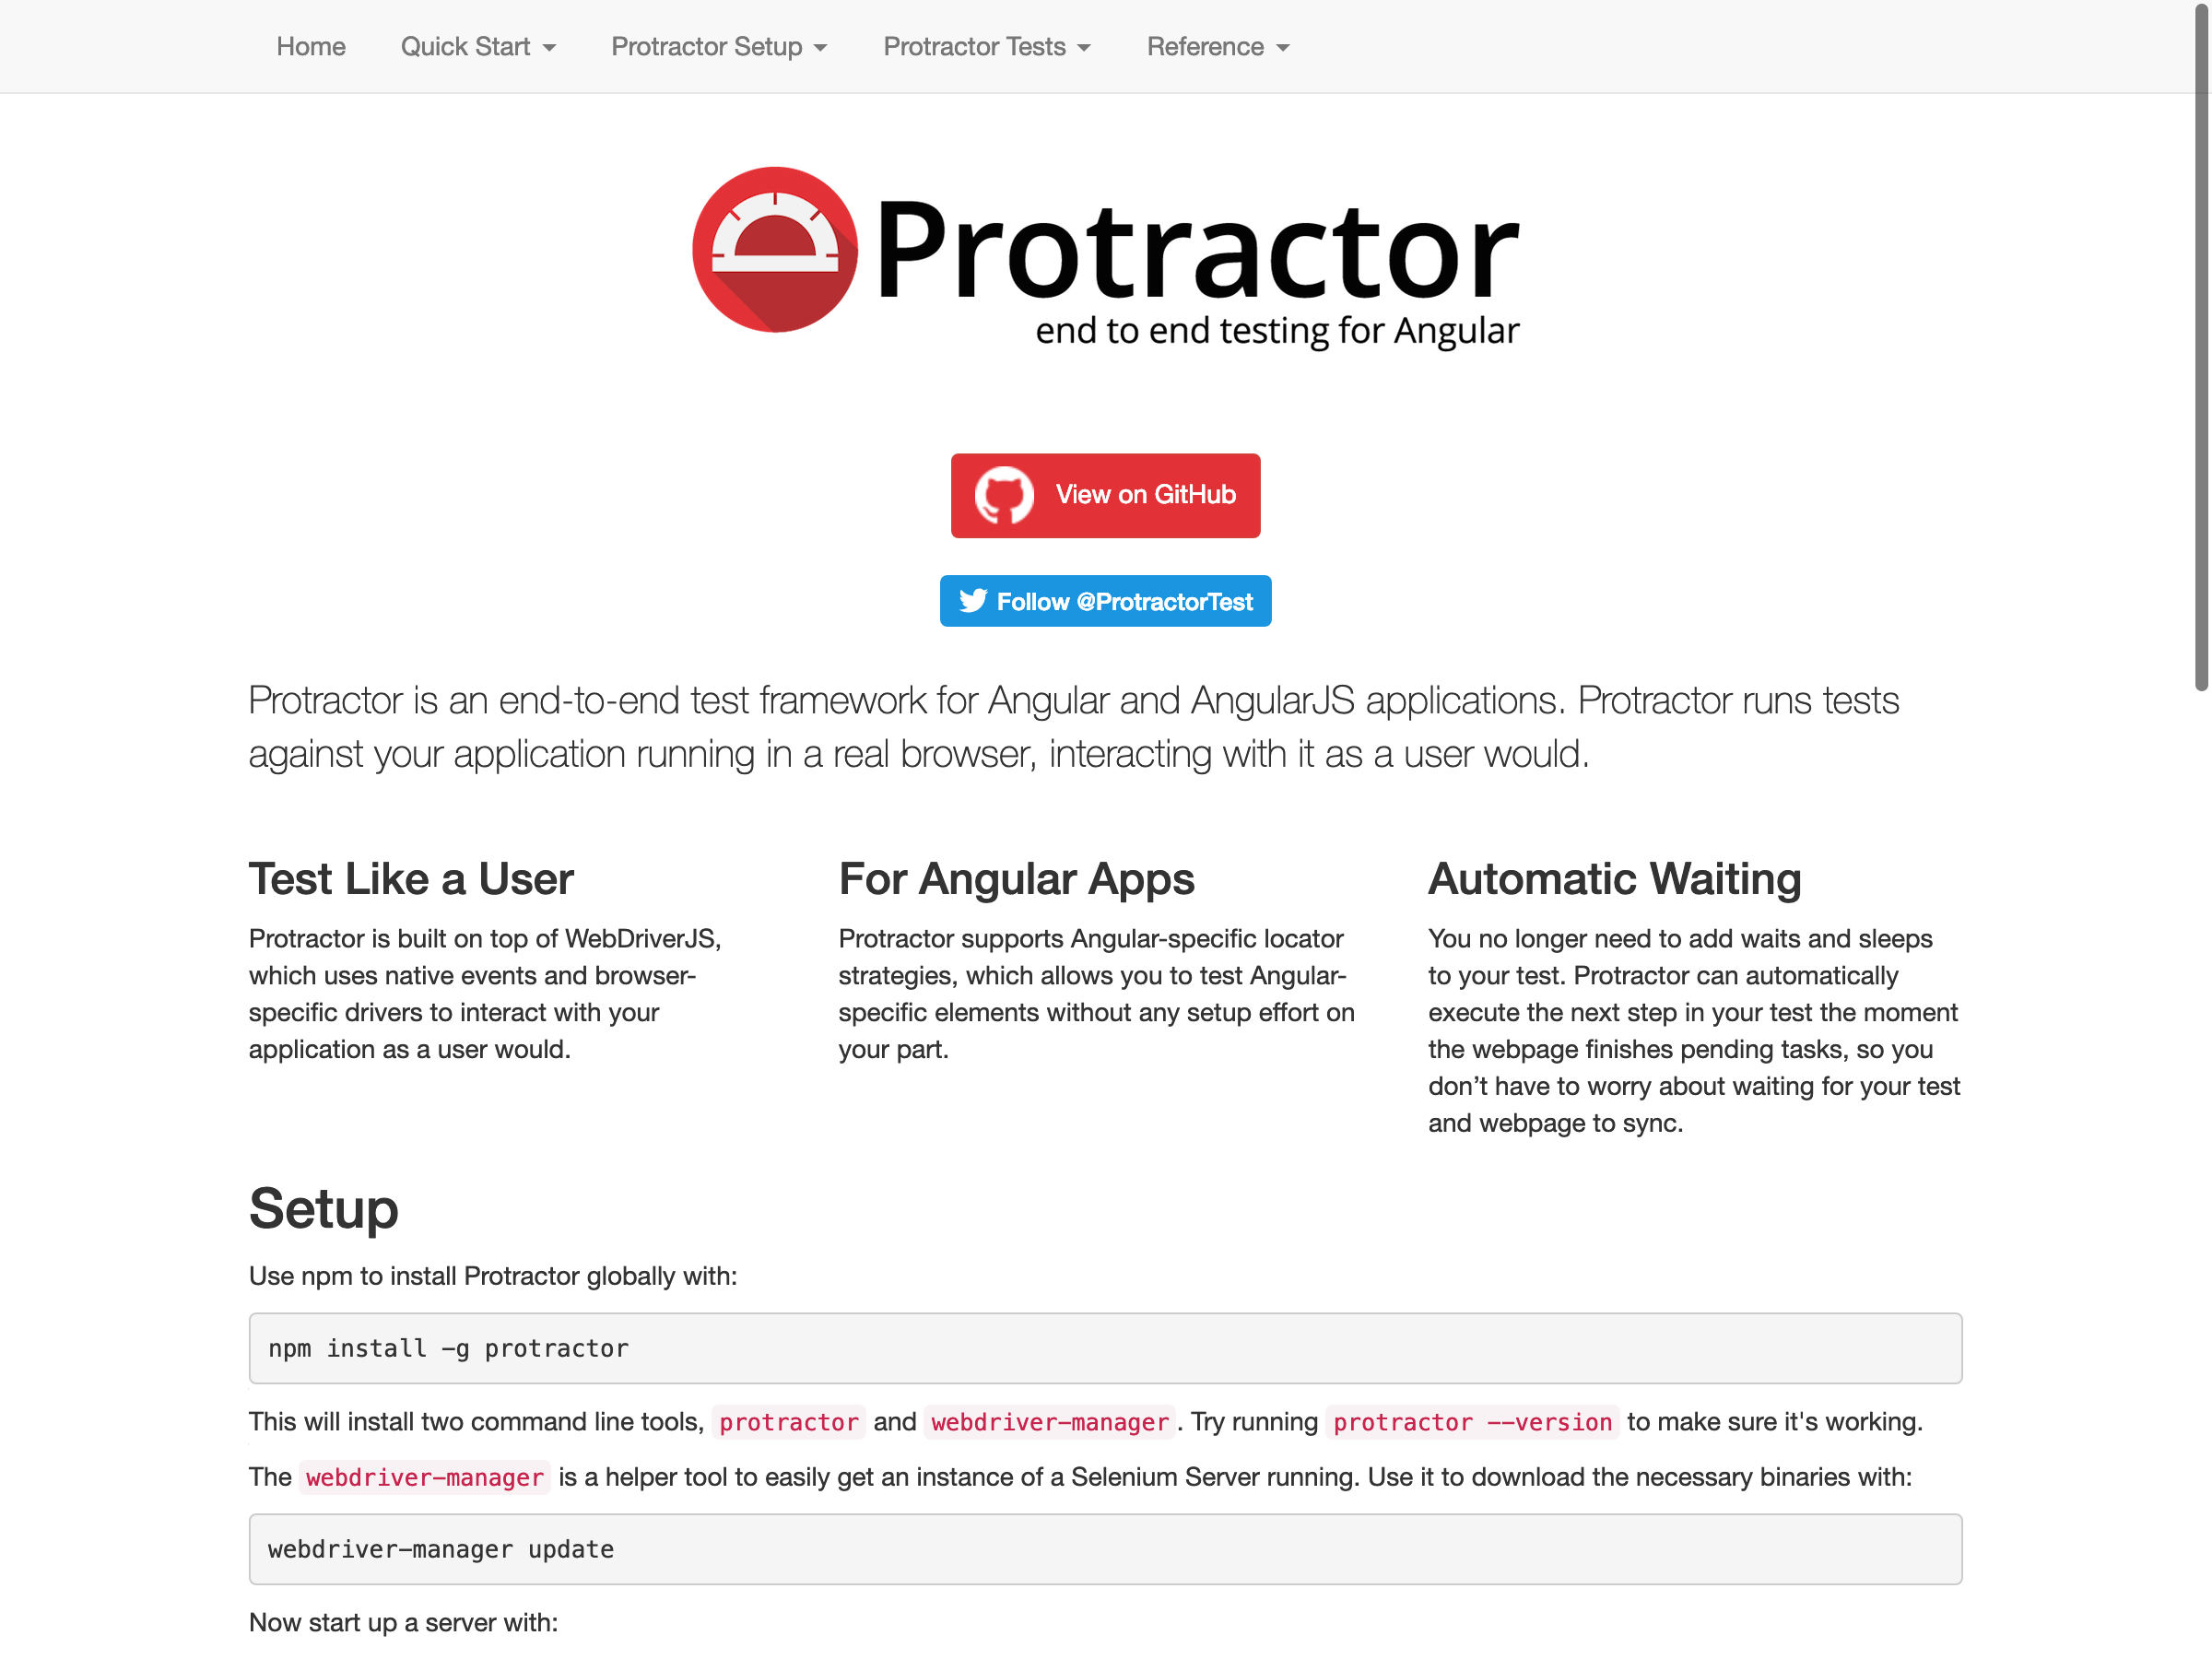 Home Quick Start Protractor Setup Protractor Tests Reference
Protractor
end to end testing for Angular
View on GitHub
Follow @ProtractorTest
Protractor is an end-to-end test framework for Angular and AngularJS applications. Protractor runs tests
against your application running in a real browser, interacting with it as a user would.
Test Like a User
Protractor is built on top of WebDriverJS,
which uses native events and browser-
specific drivers to interact with your
application as a user would.
For Angular Apps
Protractor supports Angular-specific locator
strategies, which allows you to test Angular-
specific elements without any setup effort on
your part.
Automatic Waiting
You no longer need to add waits and sleeps
to your test. Protractor can automatically
execute the next step in your test the moment
the webpage finishes pending tasks, so you
don’t have to worry about waiting for your test
and webpage to sync.
Setup
Use npm to install Protractor globally with:
npm install -g protractor
This will install two command line tools, protractor and webdriver-manager. Try running protractor --version to make sure it's working.
The webdriver-manager is a helper tool to easily get an instance of a Selenium Server running. Use it to download the necessary binaries with:
webdriver-manager update
Now start up a server with: